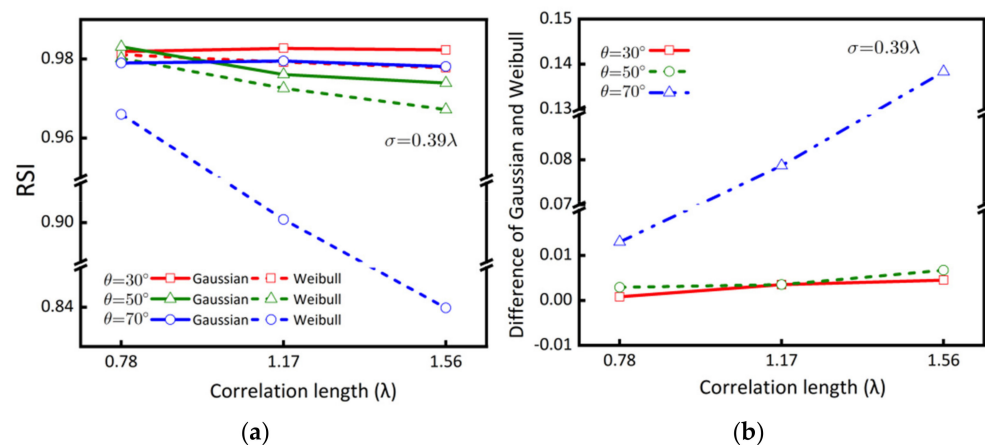 RSI
0.98
0.96
0.90
0.84
σ=0.39λ
θ=30° Gaussian Weibull
θ=50° Gaussian Weibull
θ=70° Gaussian Weibull
0.78 1.17 1.56
Correlation length (λ)
(a)
Difference of Gaussian and Weibull
0.15
0.14
0.13
0.08
0.07
0.01
0.00
-0.01
θ=30°
θ=50°
θ=70°
σ=0.39λ
0.78 1.17 1.56
Correlation length (λ)
(b)